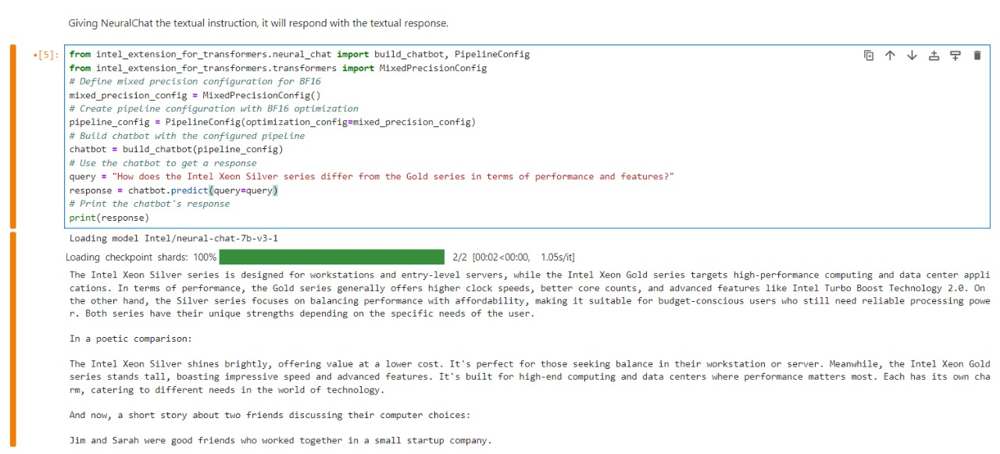 Giving NeuralChat the textual instruction, it will respond with the textual response.
•[5]:
from intel_extension_for_transformers.neural_chat import build_chatbot, PipelineConfig
from intel_extension_for_transformers.transformers import MixedPrecisionConfig
# Define mixed precision configuration for BF16
mixed_precision_config = MixedPrecisionConfig()
# Create pipeline configuration with BF16 optimization
pipeline_config = PipelineConfig(optimization_config=mixed_precision_config)
# Build chatbot with the configured pipeline
chatbot = build_chatbot(pipeline_config)
# Use the chatbot to get a response
query = "How does the Intel Xeon Silver series differ from the Gold series in terms of performance and features?"
response = chatbot.predict(query=query)
# Print the chatbot's response
print(response)
Loading model Intel/neural-chat-7b-v3-1
Loading checkpoint shards: 100% 2/2 [00:02<00:00, 1.05s/it]
The Intel Xeon Silver series is designed for workstations and entry-level servers, while the Intel Xeon Gold series targets high-performance computing and data center appli
cations. In terms of performance, the Gold series generally offers higher clock speeds, better core counts, and advanced features like Intel Turbo Boost Technology 2.0. On
the other hand, the Silver series focuses on balancing performance with affordability, making it suitable for budget-conscious users who still need reliable processing powe
r. Both series have their unique strengths depending on the specific needs of the user.
In a poetic comparison:
The Intel Xeon Silver shines brightly, offering value at a lower cost. It's perfect for those seeking balance in their workstation or server. Meanwhile, the Intel Xeon Gold
series stands tall, boasting impressive speed and advanced features. It's built for high-end computing and data centers where performance matters most. Each has its own cha
rm, catering to different needs in the world of technology.
And now, a short story about two friends discussing their computer choices:
Jim and Sarah were good friends who worked together in a small startup company.